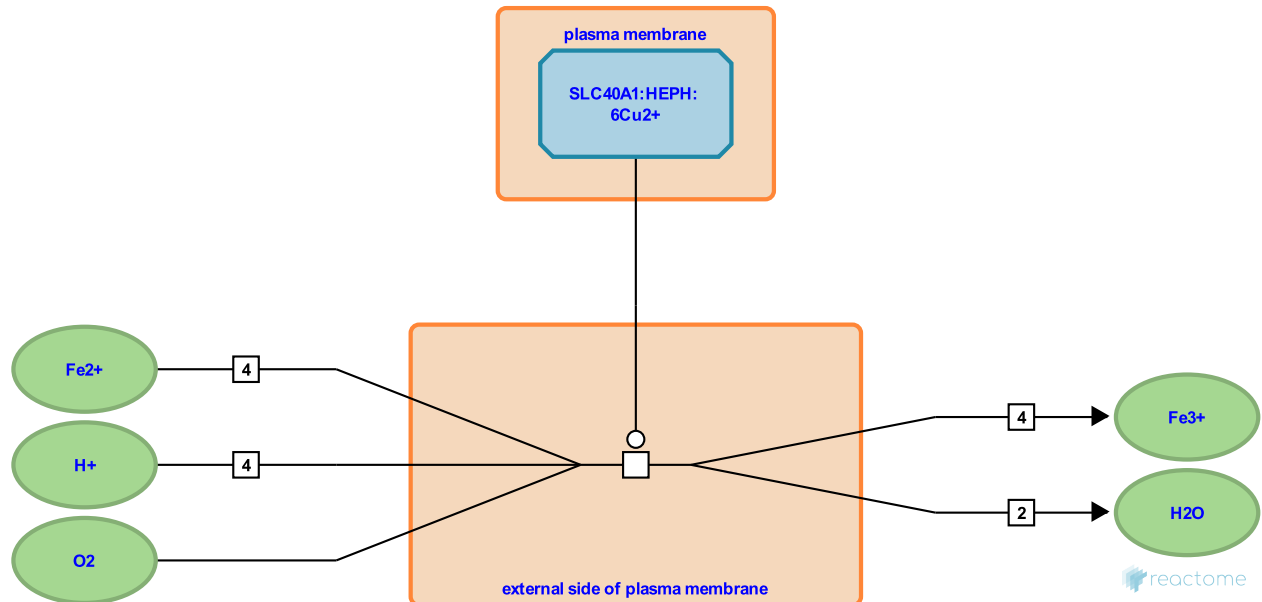 plasma membrane
SLC40A1:HEPH:
6Cu2+
Fe2+
4
4
Fe3+
H+
4
O2
2
H2O
external side of plasma membrane
reactome